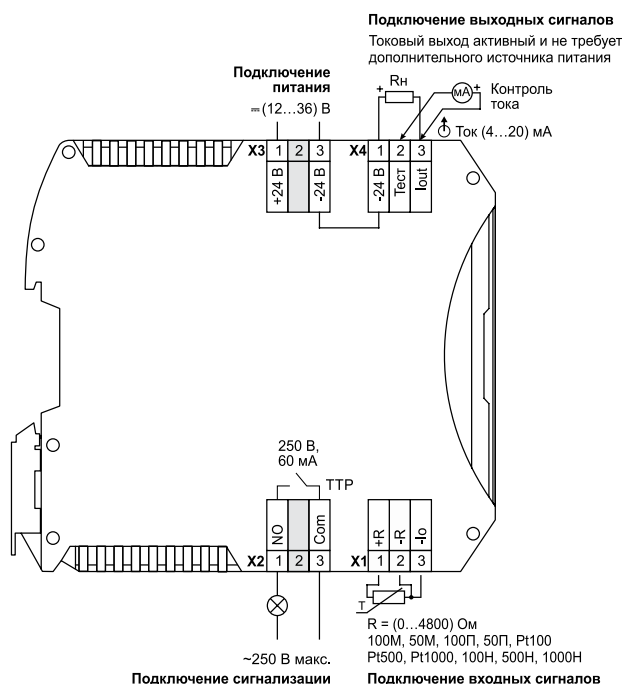 Подключение выходных сигналов
Токовый выход активный и не требует
дополнительного источника питания
Подключение
питания
⎓ (12...36) В
Rн
+
мА
+
Контроль
тока
Ток (4...20) мА
X3 1 2 3
+24 В
-24 В
X4 1 2 3
-24 В
Тест
Iout
250 В,
60 мА
ТТР
NO
Com
X2 1 2 3
+R
-R
-Io
X1 1 2 3
T
R = (0...4800) Ом
100М, 50М, 100П, 50П, Pt100
Pt500, Pt1000, 100Н, 500Н, 1000Н
~250 В макс.
Подключение сигнализации
Подключение входных сигналов